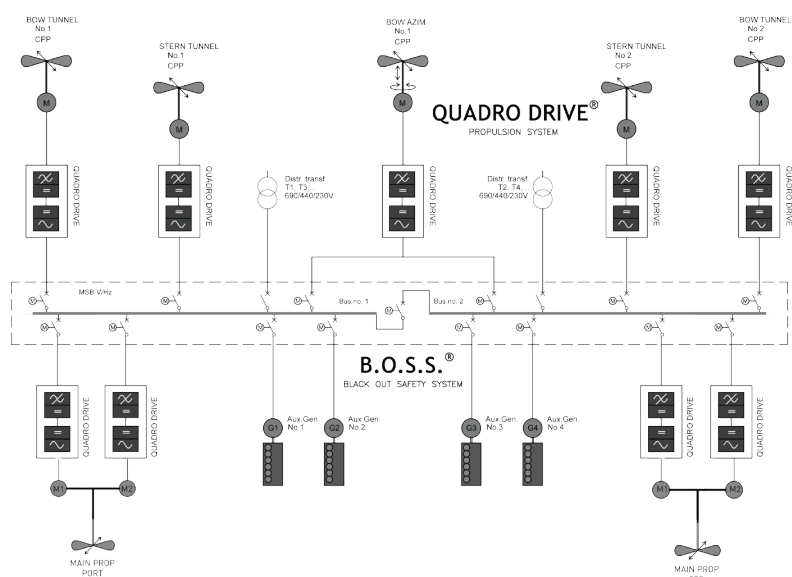 BOW TUNNEL
No.1
CPP
STERN TUNNEL
No.1
CPP
BOW AZIM.
No.1
CPP
STERN TUNNEL
No.2
CPP
BOW TUNNEL
No.2
CPP
M
M
M
M
M
QUADRO DRIVE®
PROPULSION SYSTEM
QUADRO DRIVE
QUADRO DRIVE
Distr. transf.
T1, T3,...
690/440/230V
QUADRO DRIVE
Distr. transf.
T2, T4....
690/440/230V
QUADRO DRIVE
QUADRO DRIVE
MSB-V/Hz
M
M
M
Bus.no. 1
M
Bus.no. 2
M
M
M
M
M
M
M
M
M
M
M
B.O.S.S.®
BLACK OUT SAFETY SYSTEM
QUADRO DRIVE
QUADRO DRIVE
G1
Aux.Gen.
No.1
G2
Aux.Gen.
No.2
G3
Aux.Gen.
No.3
G4
Aux.Gen.
No.4
QUADRO DRIVE
QUADRO DRIVE
M1
M2
M1
M2
MAIN PROP
PORT
MAIN PROP